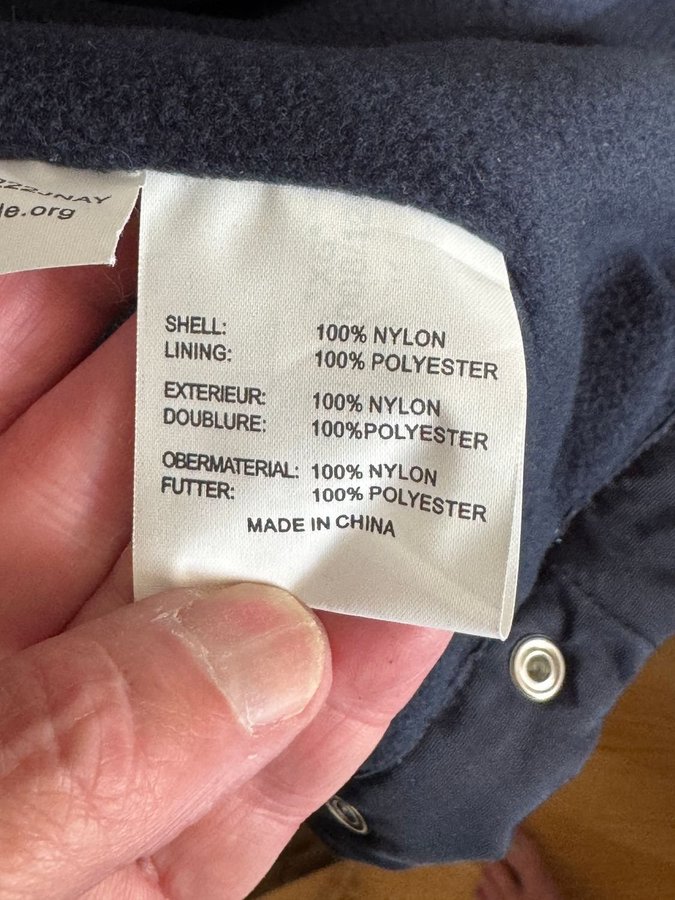 SHELL: 100% NYLON
LINING: 100% POLYESTER
EXTERIEUR: 100% NYLON
DOUBLURE: 100%POLYESTER
OBERMATERIAL: 100% NYLON
FUTTER: 100% POLYESTER
MADE IN CHINA